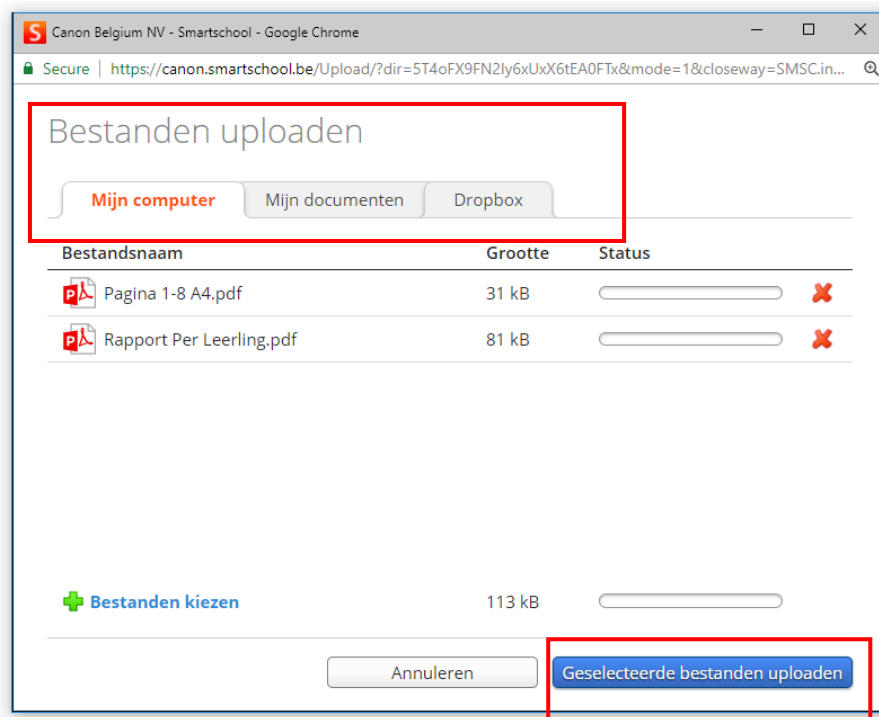 Canon Belgium NV - Smartschool - Google Chrome
Secure | https://canon.smartschool.be/Upload/?dir=5T4oFX9FN2Iy6xUxX6tEA0FTx&mode=1&closeway=SMSC.in...
Bestanden uploaden
Mijn computer Mijn documenten Dropbox
Bestandsnaam Grootte Status
Pagina 1-8 A4.pdf 31 kB
Rapport Per Leerling.pdf 81 kB
Bestanden kiezen 113 kB
Annuleren Geselecteerde bestanden uploaden